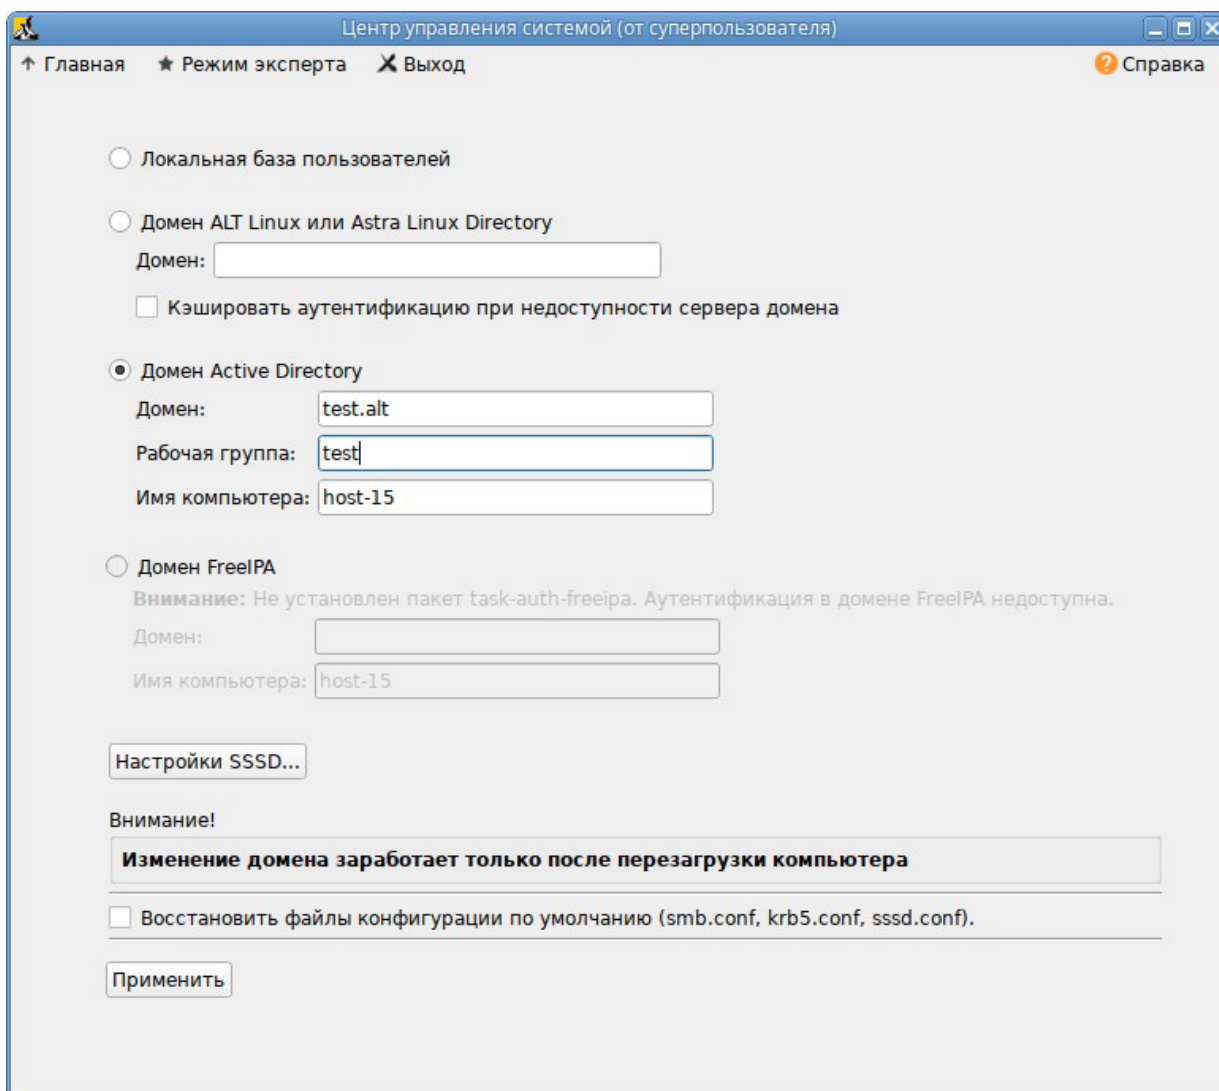 Центр управления системой (от суперпользователя)
Главная Режим эксперта Выход Справка
Локальная база пользователей
Домен ALT Linux или Astra Linux Directory
Домен:
Кэшировать аутентификацию при недоступности сервера домена
Домен Active Directory
Домен: test.alt
Рабочая группа: test
Имя компьютера: host-15
Домен FreeIPA
Внимание: Не установлен пакет task-auth-freeipa. Аутентификация в домене FreeIPA недоступна.
Домен:
Имя компьютера: host-15
Настройки SSSD...
Внимание!
Изменение домена заработает только после перезагрузки компьютера
Восстановить файлы конфигурации по умолчанию (smb.conf, krb5.conf, sssd.conf).
Применить